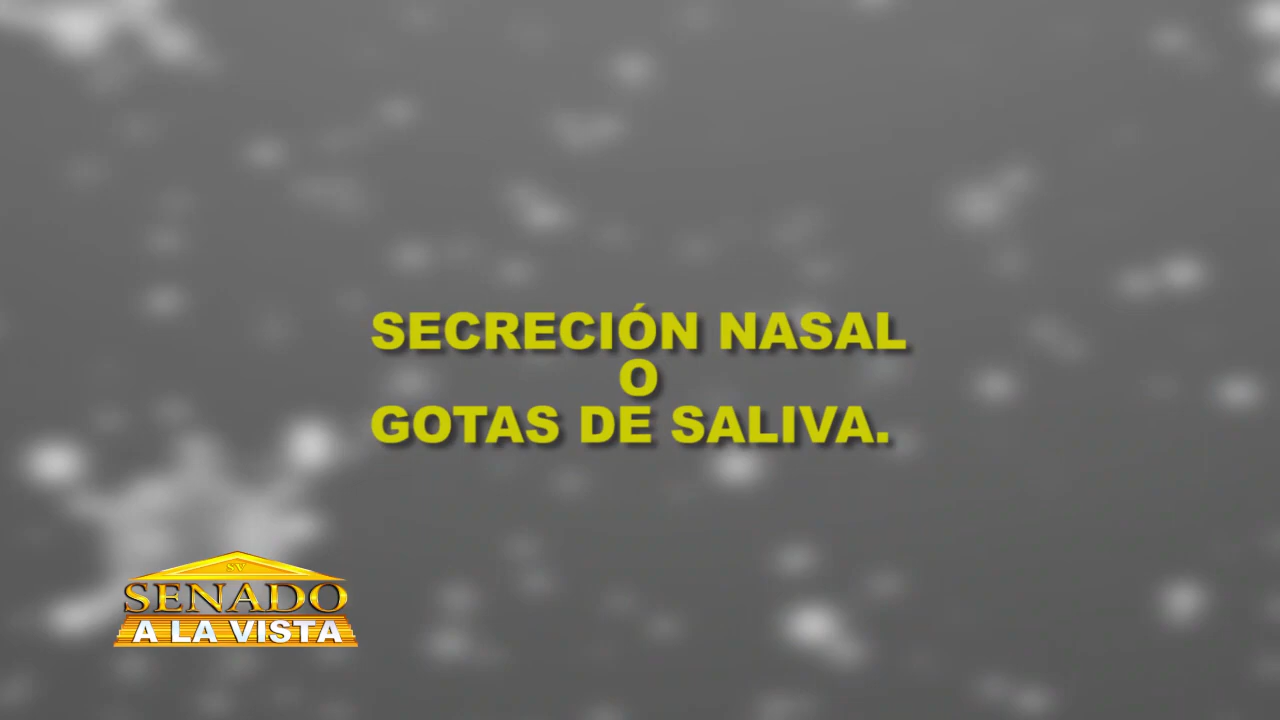 SECRECIÓN NASAL
O
GOTAS DE SALIVA.
SV
SENADO
A LA VISTA